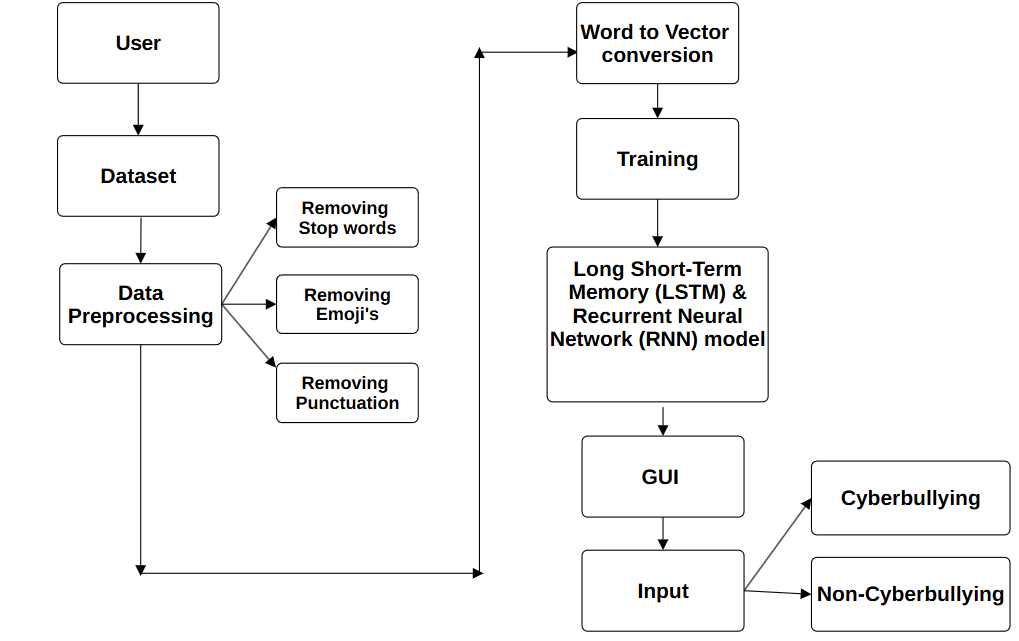 User
Dataset
Data
Preprocessing
Removing
Stop words
Removing
Emoji's
Removing
Punctuation
Word to Vector
conversion
Training
Long Short-Term
Memory (LSTM) &
Recurrent Neural
Network (RNN) model
GUI
Input
Cyberbullying
Non-Cyberbullying